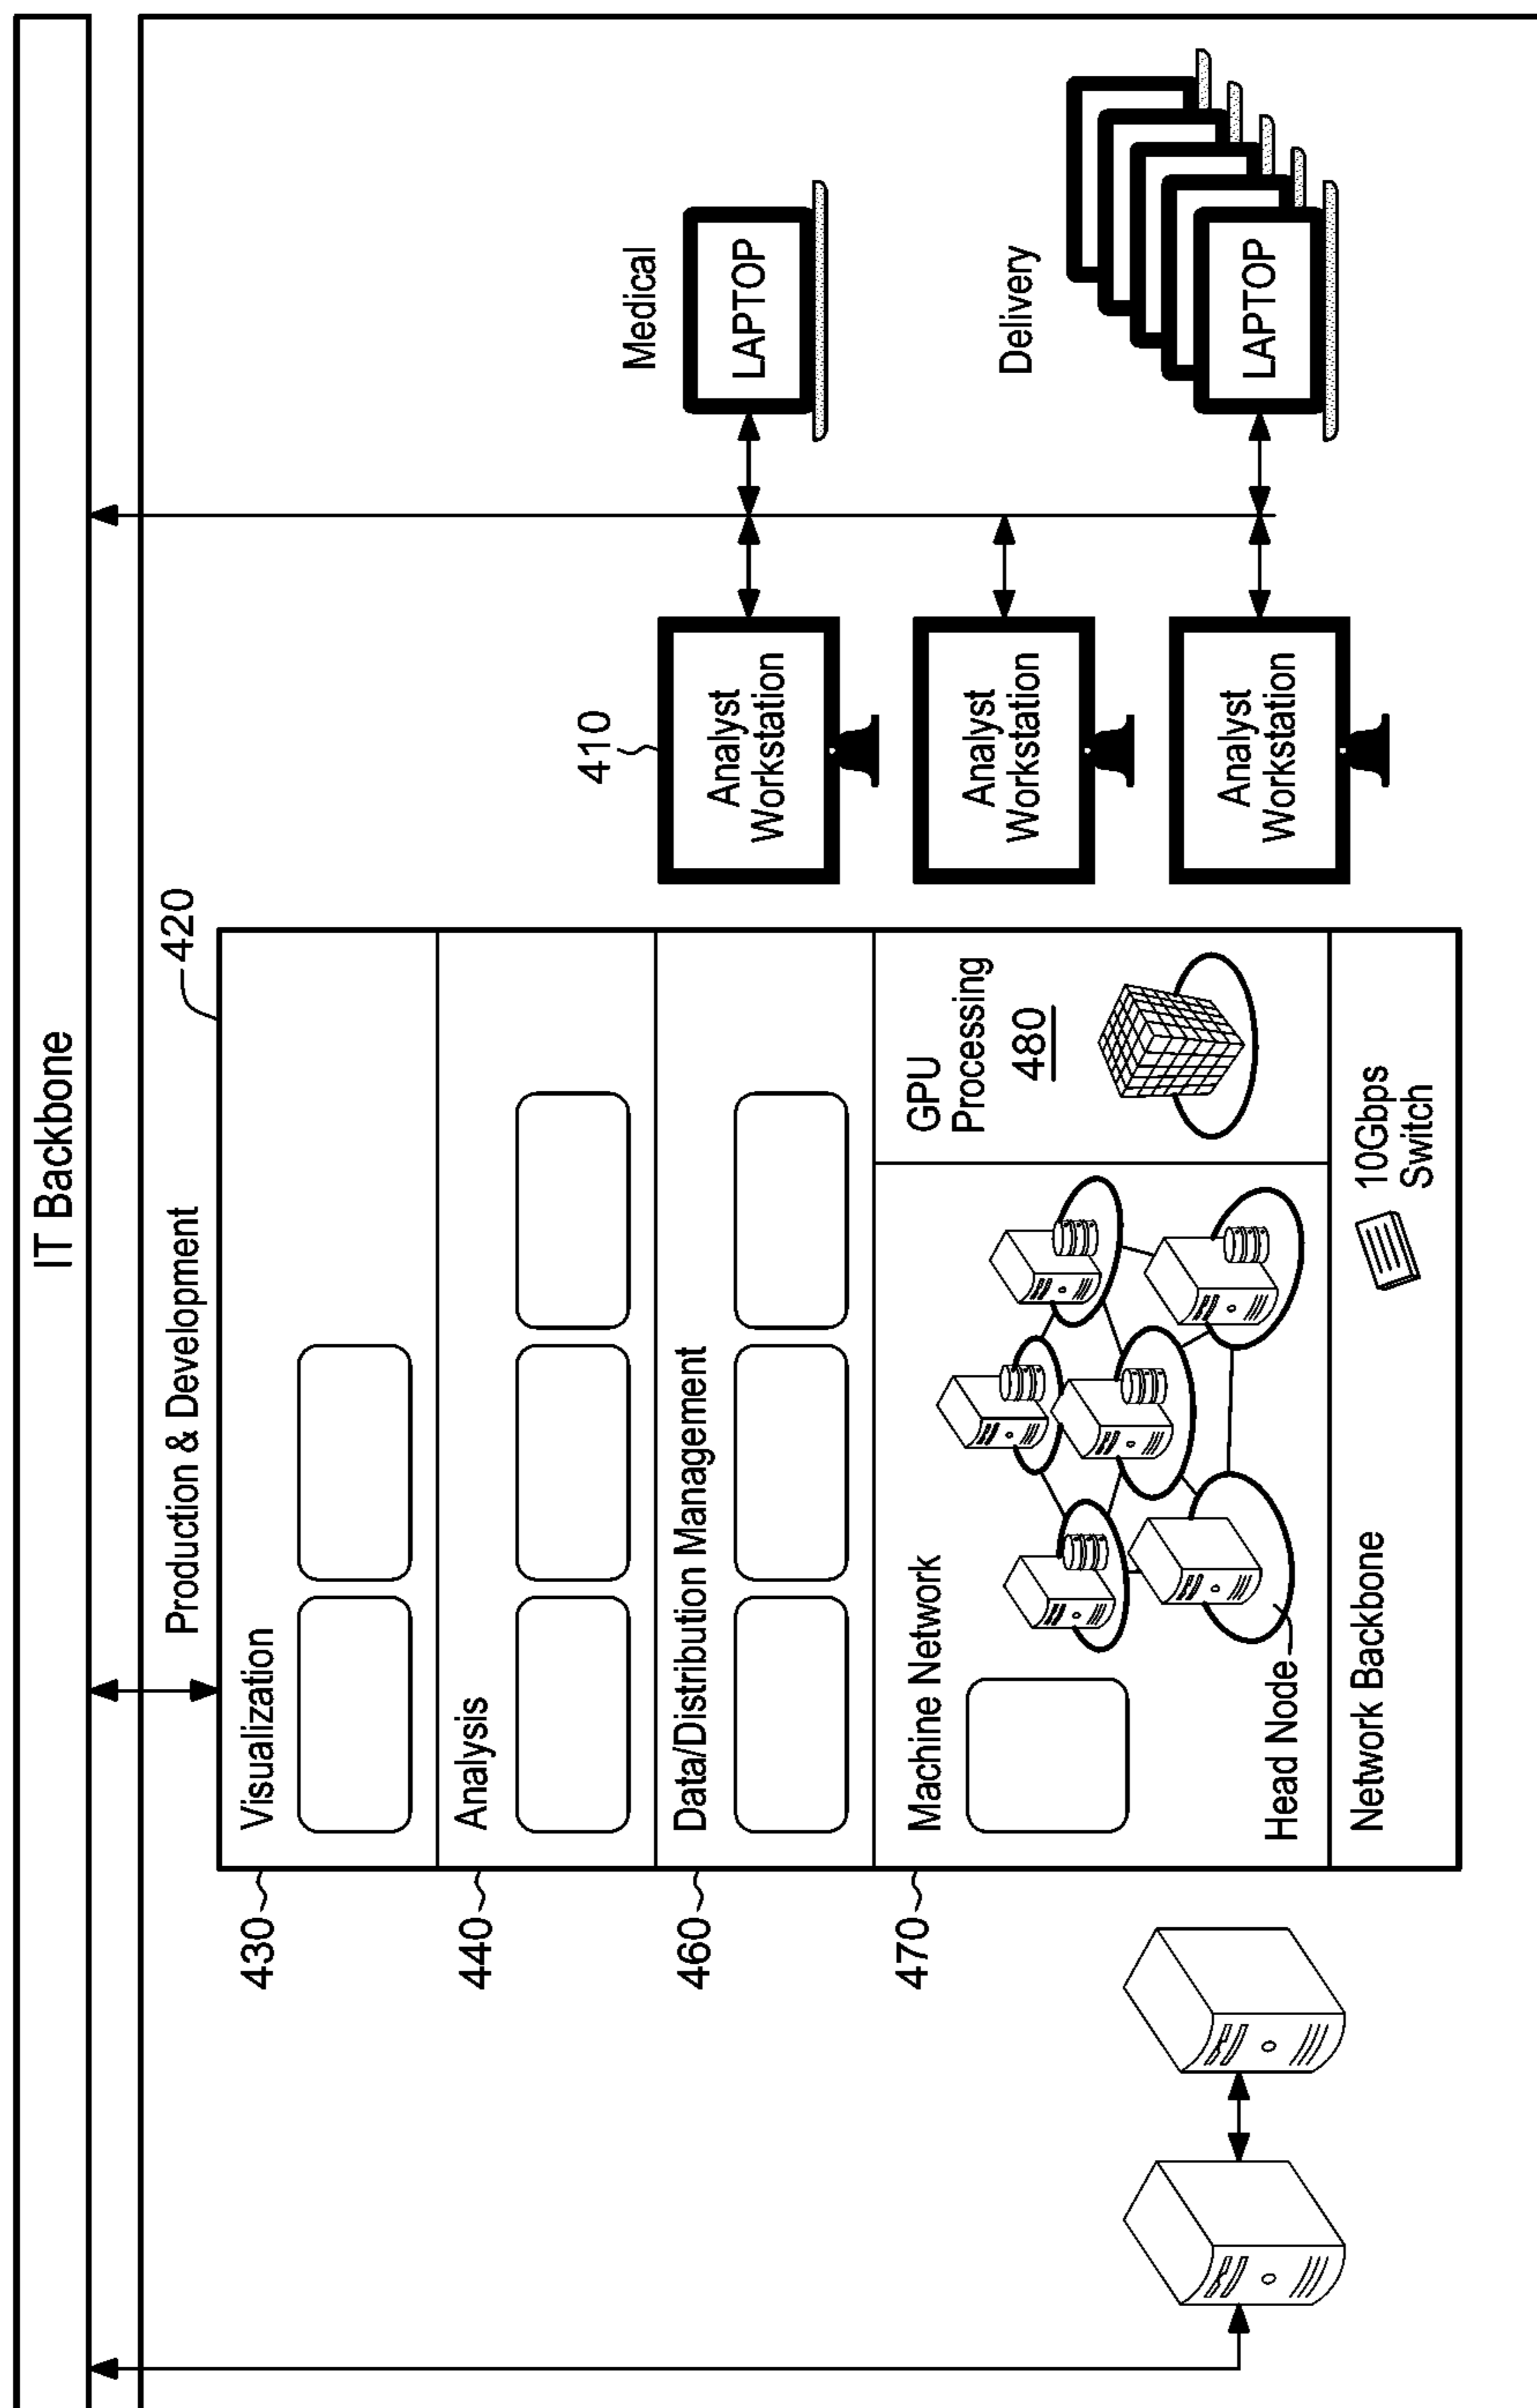 IT Backbone
Production & Development
420
430
Visualization
440
Analysis
460
Data/Distribution Management
470
Machine Network
Head Node
GPU
Processing
480
Network Backbone
10Gbps
Switch
410
Analyst
Workstation
Analyst
Workstation
Analyst
Workstation
Medical
LAPTOP
Delivery
LAPTOP